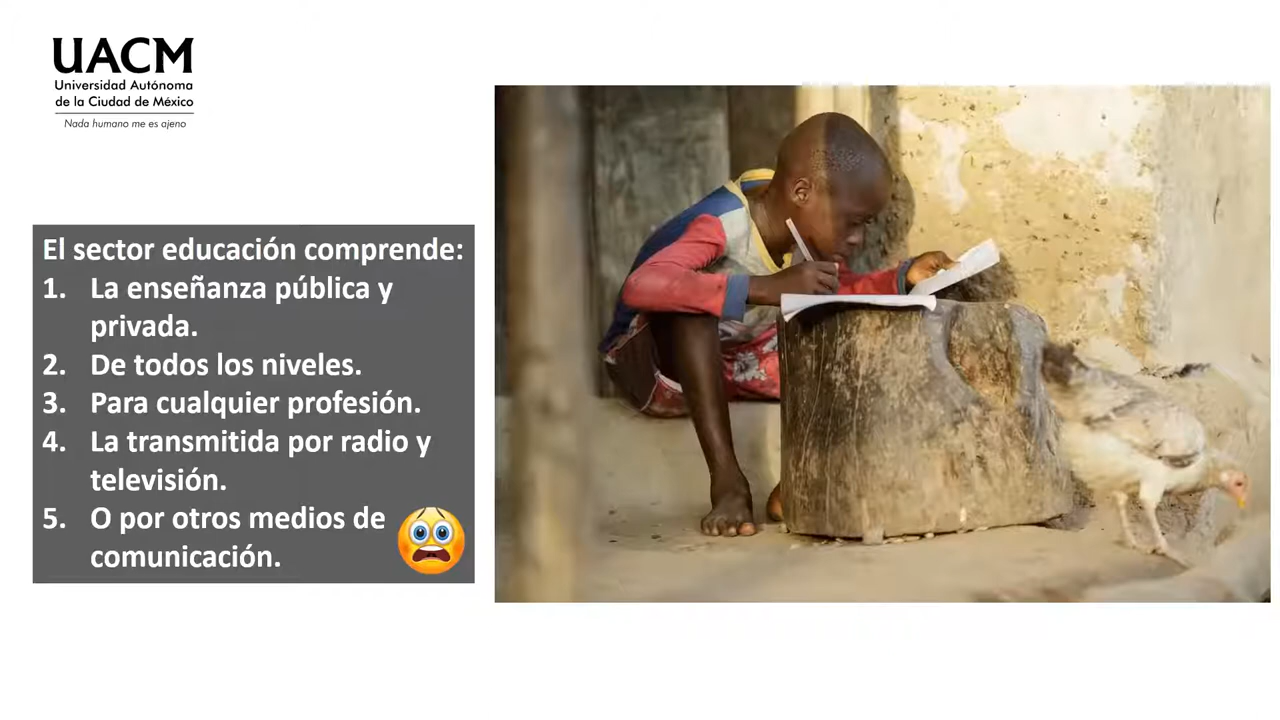 UACM
Universidad Autónoma
de la Ciudad de México
Nada humano me es ajeno
El sector educación comprende:
1. La enseñanza pública y
privada.
2. De todos los niveles.
3. Para cualquier profesión.
4. La transmitida por radio y
televisión.
5. O por otros medios de
comunicación.